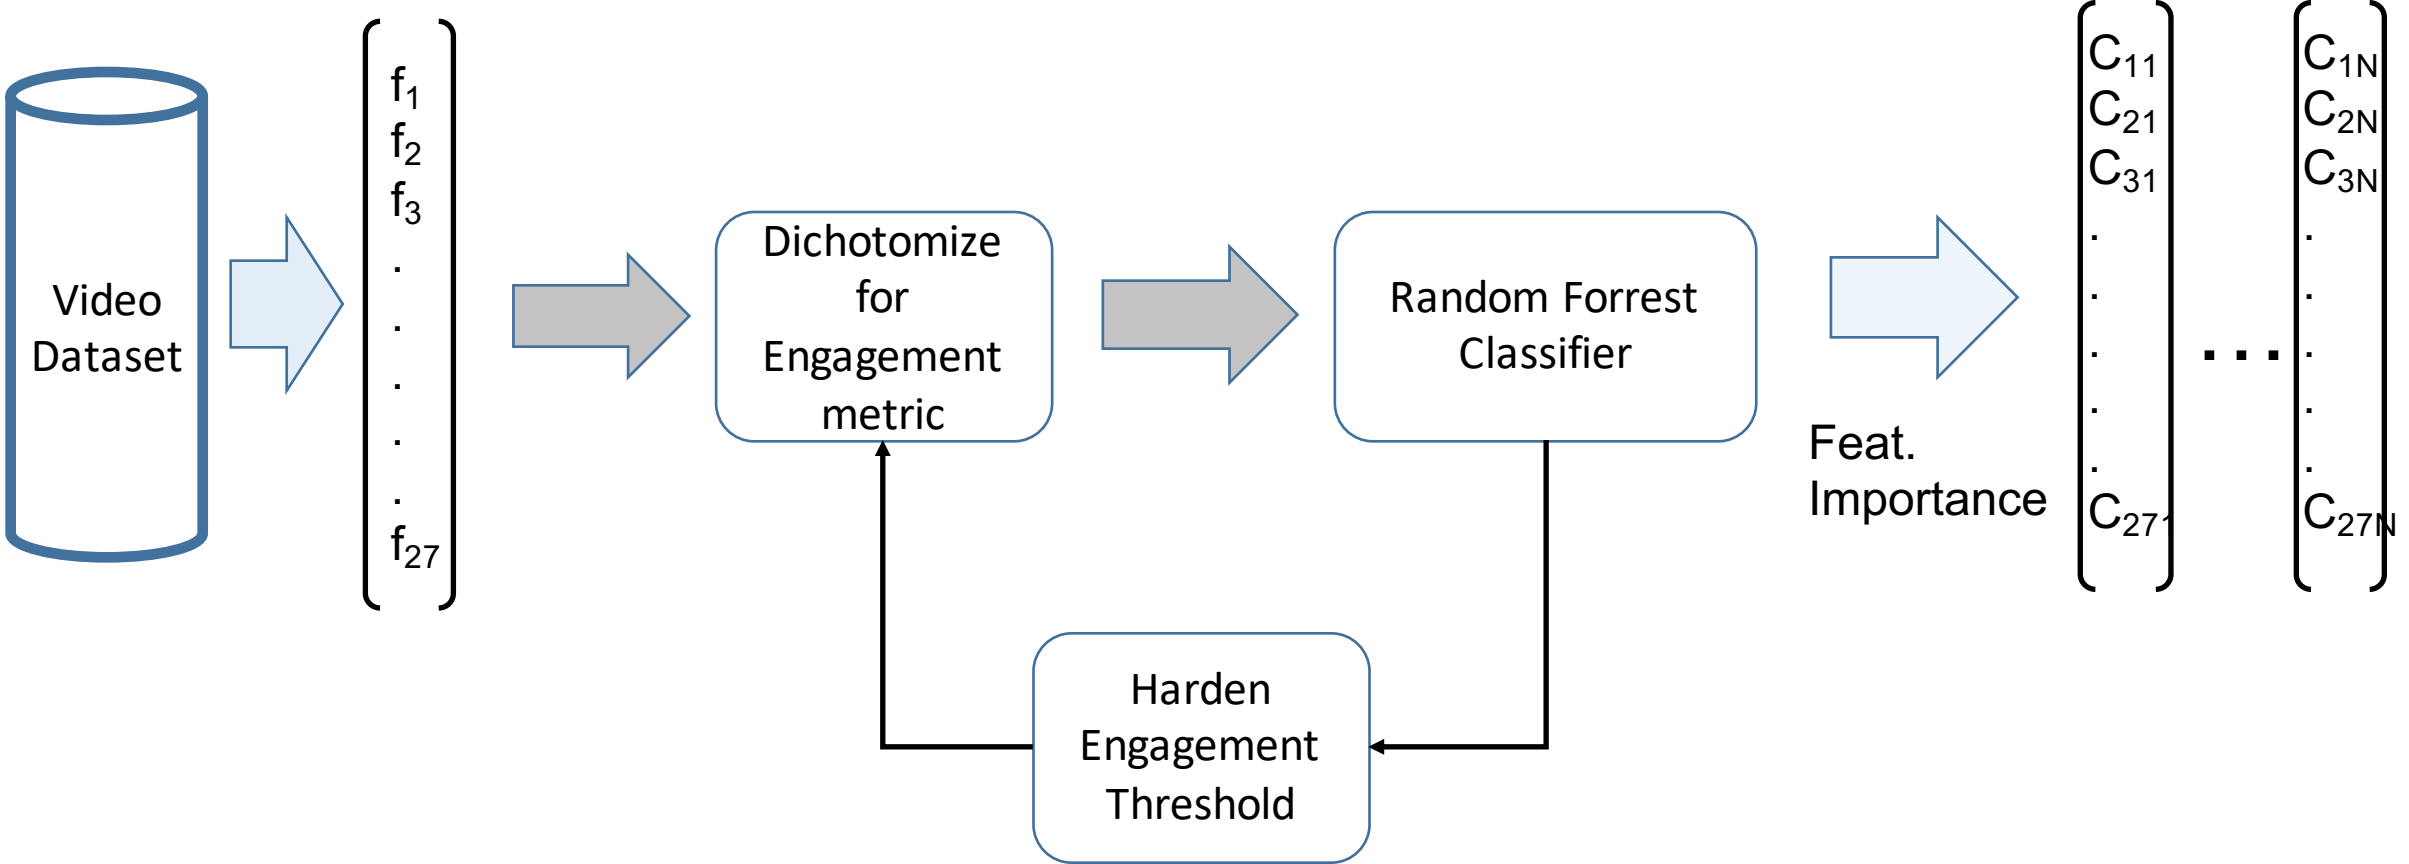 Video
Dataset
f1
f2
f3
.
.
.
.
.
f27
Dichotomize
for
Engagement
metric
Random Forrest
Classifier
Harden
Engagement
Threshold
Feat.
Importance
C11
C21
C31
.
.
.
.
.
C271
...
C1N
C2N
C3N
.
.
.
.
.
C27N